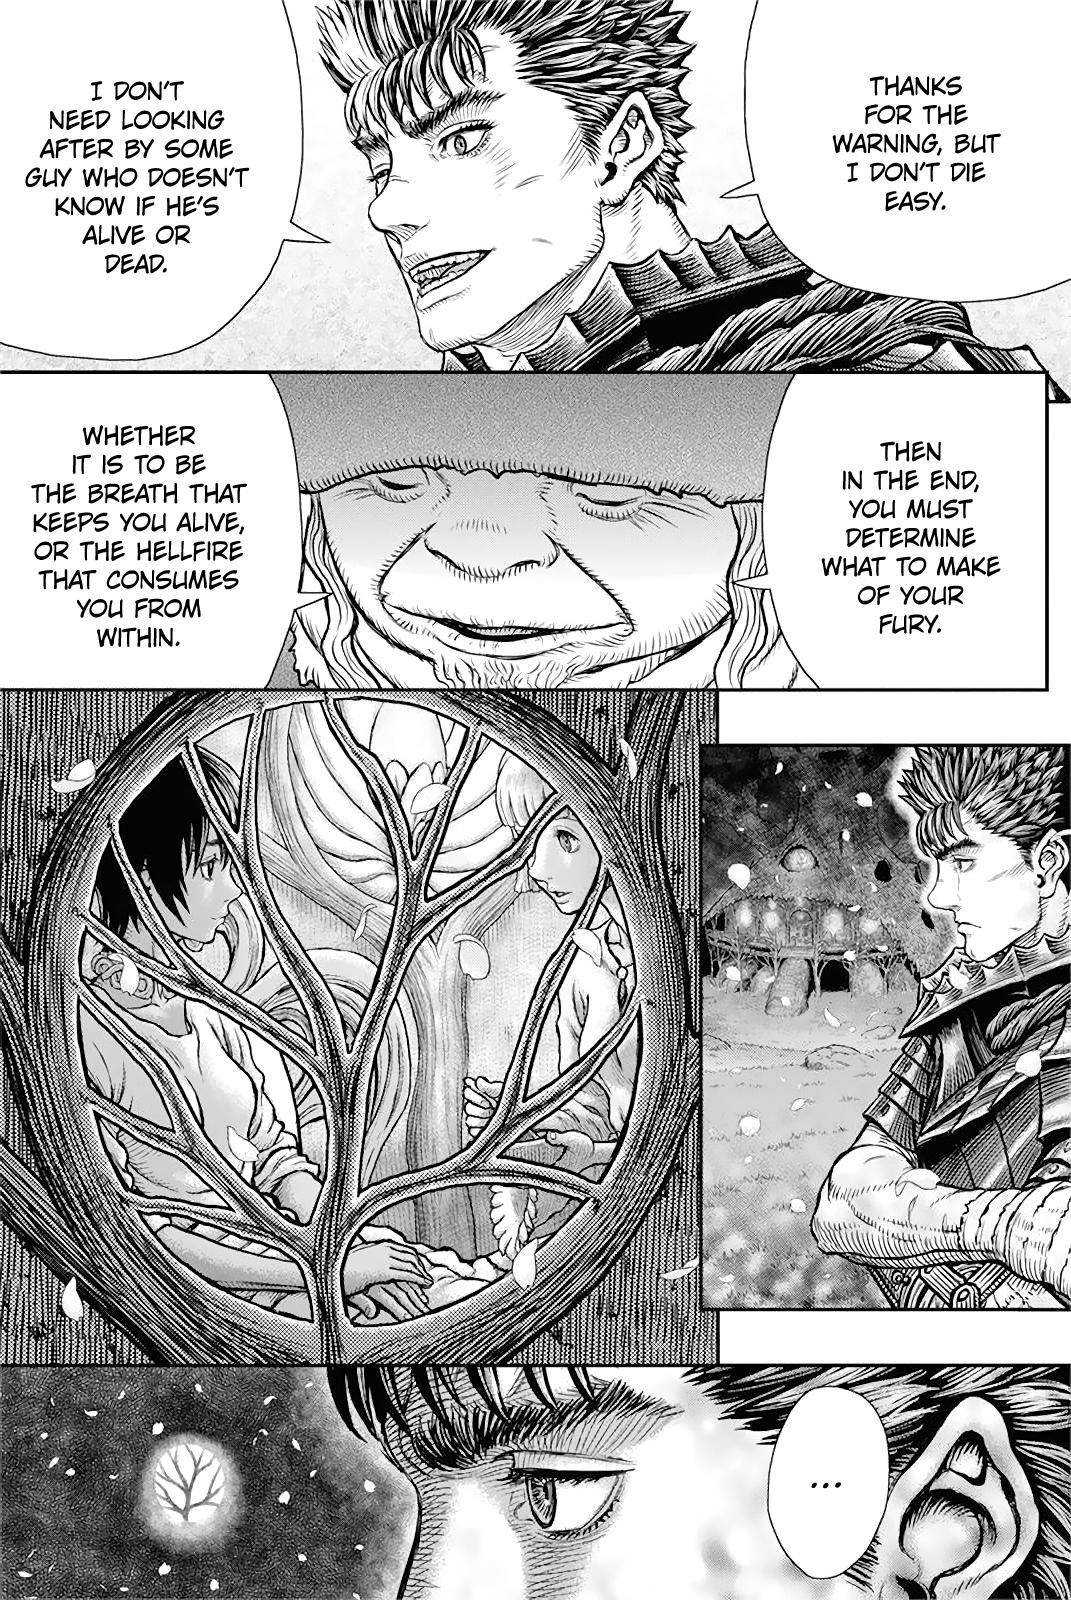 THANKS
FOR THE
WARNING, BUT
I DON'T DIE
EASY.
I DON'T
NEED LOOKING
AFTER BY SOME
GUY WHO DOESN'T
KNOW IF HE'S
ALIVE OR
DEAD.
THEN
IN THE END,
YOU MUST
DETERMINE
WHAT TO MAKE
OF YOUR
FURY.
WHETHER
IT IS TO BE
THE BREATH THAT
KEEPS YOU ALIVE,
OR THE HELLFIRE
THAT CONSUMES
YOU FROM
WITHIN.
...